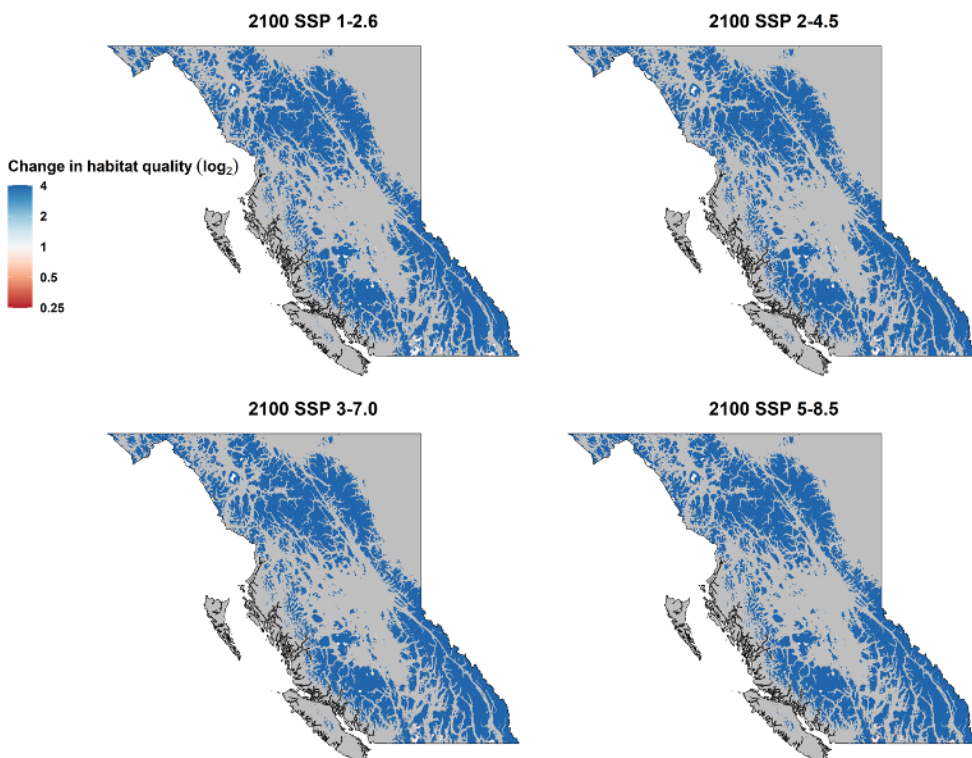 2100 SSP 1-2.6
2100 SSP 2-4.5
Change in habitat quality (log₂)
4
2
1
0.5
0.25
2100 SSP 3-7.0
2100 SSP 5-8.5